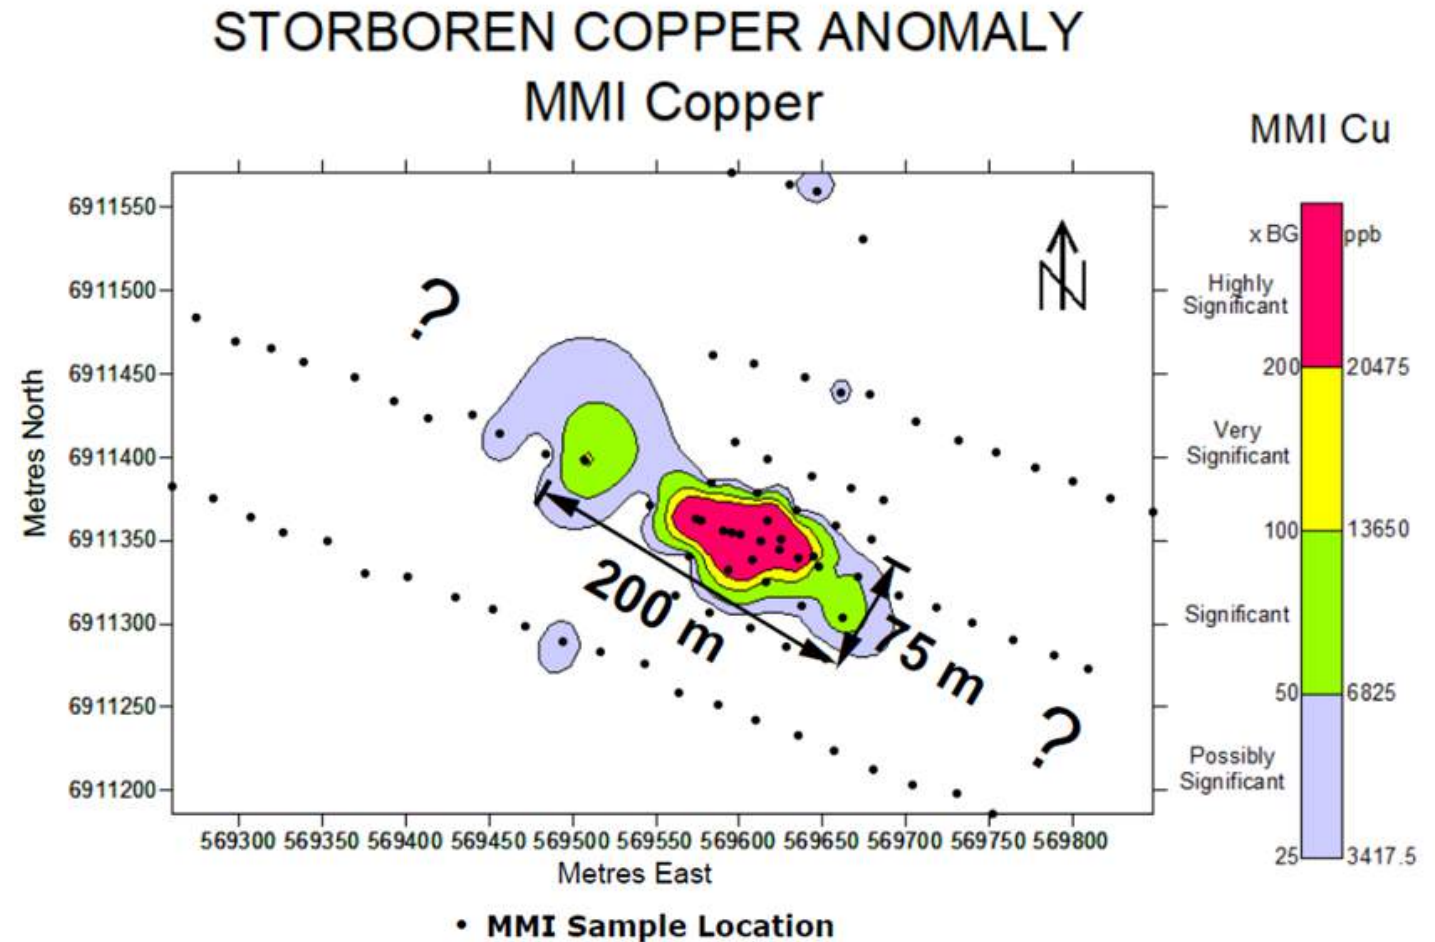 STORBOREN COPPER ANOMALY
MMI Copper
MMI Cu
x BG ppb
Highly
Significant
200 20475
Very
Significant
100 13650
Significant
50 6825
Possibly
Significant
25 3417.5
Metres North
6911550
6911500
6911450
6911400
6911350
6911300
6911250
6911200
?
N
200 m
75 m
?
569300 569350 569400 569450 569500 569550 569600 569650 569700 569750 569800
Metres East
• MMI Sample Location